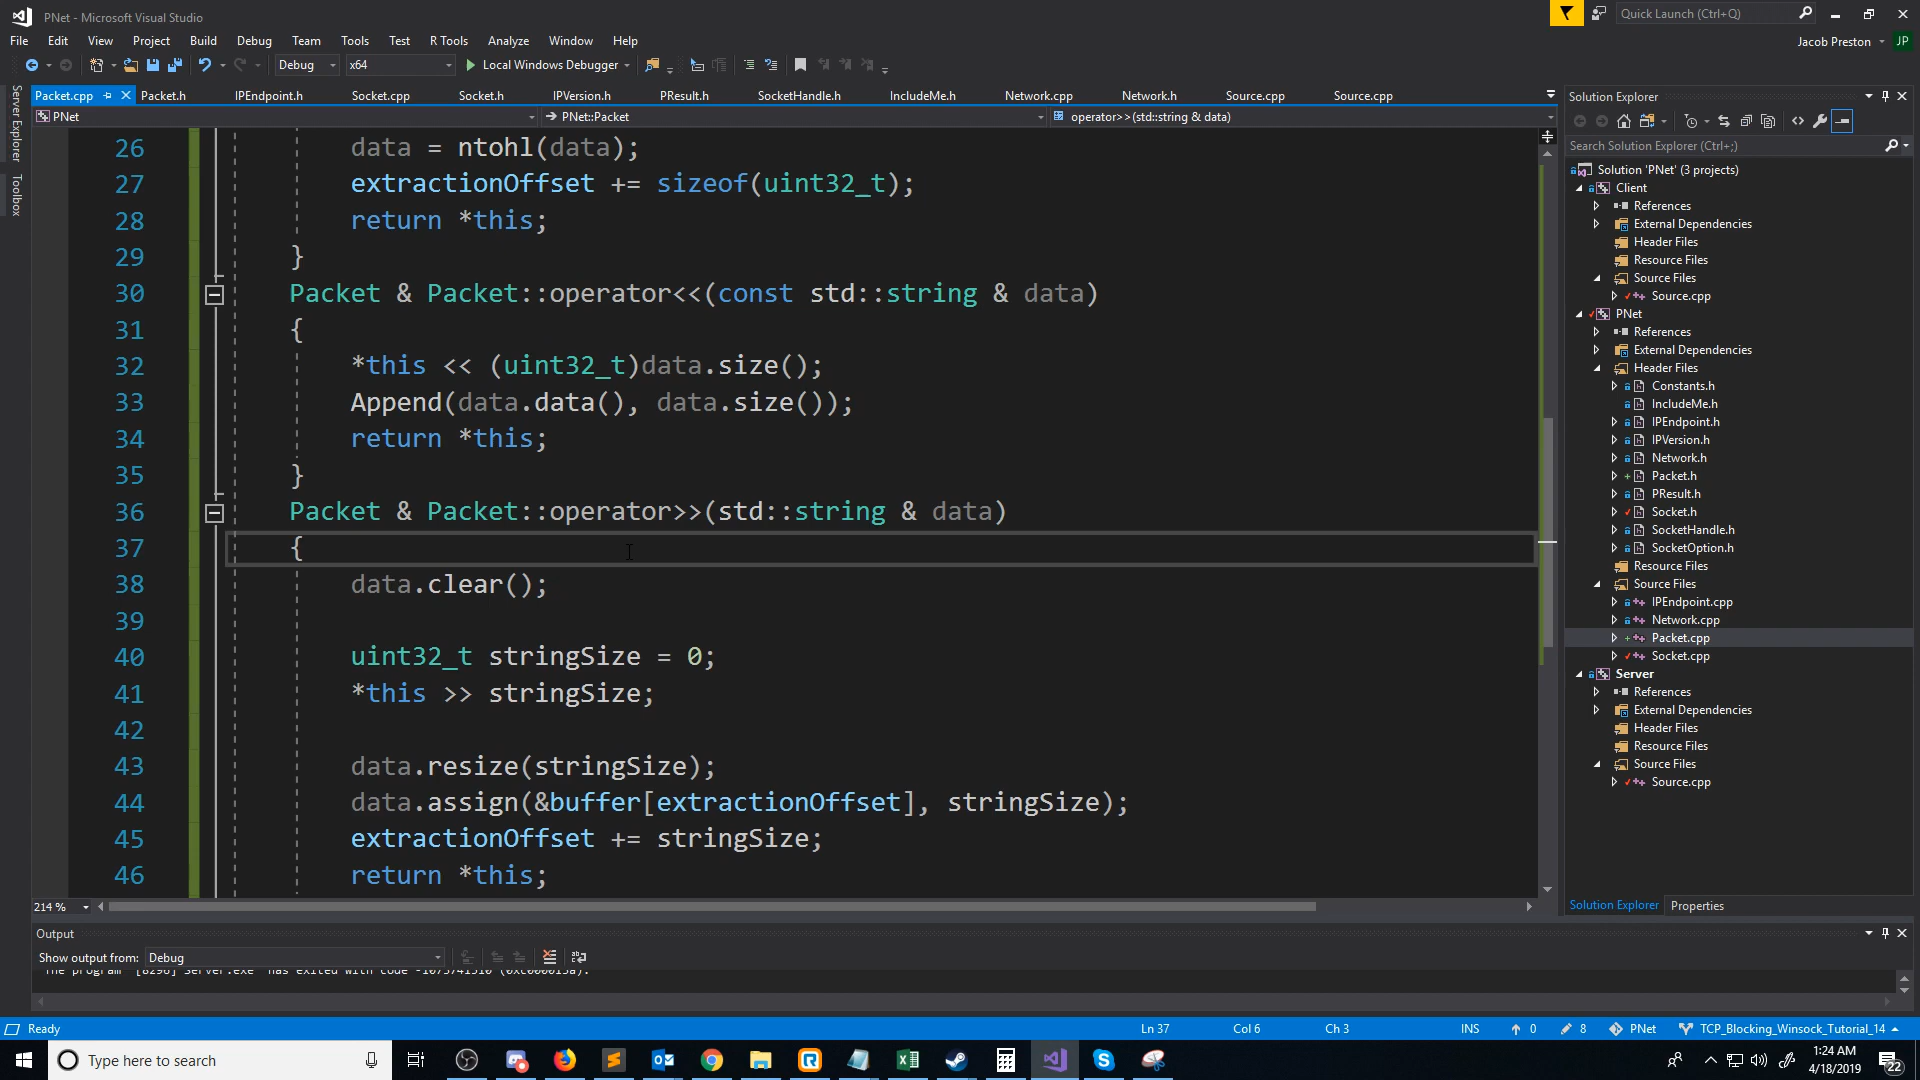 PNet - Microsoft Visual Studio
Quick Launch (Ctrl+Q)
File Edit View Project Build Debug Team Tools Test R Tools Analyze Window Help
Jacob Preston JP
Debug x64 Local Windows Debugger
Packet.cpp Packet.h IPEndpoint.h Socket.cpp Socket.h IPVersion.h PResult.h SocketHandle.h IncludeMe.h Network.cpp Network.h Source.cpp Source.cpp
PNet PNet::Packet operator>>(std::string & data)
Server Explorer
Toolbox
26 data = ntohl(data);
27 extractionOffset += sizeof(uint32_t);
28 return *this;
29 }
30 Packet & Packet::operator<<(const std::string & data)
31 {
32 *this << (uint32_t)data.size();
33 Append(data.data(), data.size());
34 return *this;
35 }
36 Packet & Packet::operator>>(std::string & data)
37 {
38 data.clear();
39
40 uint32_t stringSize = 0;
41 *this >> stringSize;
42
43 data.resize(stringSize);
44 data.assign(&buffer[extractionOffset], stringSize);
45 extractionOffset += stringSize;
46 return *this;
214 %
Solution Explorer
Search Solution Explorer (Ctrl+;)
Solution 'PNet' (3 projects)
Client
References
External Dependencies
Header Files
Resource Files
Source Files
Source.cpp
PNet
References
External Dependencies
Header Files
Constants.h
IncludeMe.h
IPEndpoint.h
IPVersion.h
Network.h
Packet.h
PResult.h
Socket.h
SocketHandle.h
SocketOption.h
Resource Files
Source Files
IPEndpoint.cpp
Network.cpp
Packet.cpp
Socket.cpp
Server
References
External Dependencies
Header Files
Resource Files
Source Files
Source.cpp
Solution Explorer Properties
Output
Show output from: Debug
The program '[8296] Server.exe' has exited with code -1073741510 (0xc000013a).
Ready Ln 37 Col 6 Ch 3 INS 0 8 PNet TCP_Blocking_Winsock_Tutorial_14
Type here to search
1:24 AM
4/18/2019
22